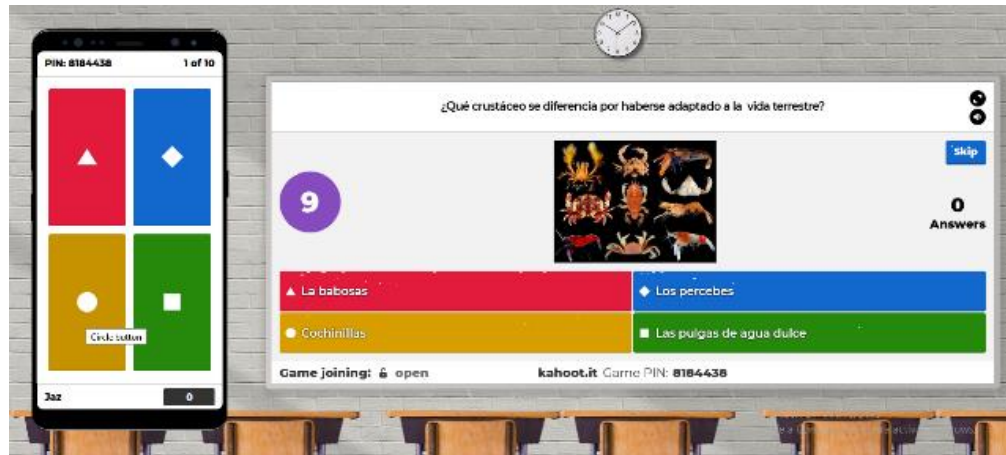 PIN: 8184438 1 of 10
¿Qué crustáceo se diferencia por haberse adaptado a la vida terrestre?
Skip
9
0
Answers
La babosas
Los percebes
Cochinillas
Las pulgas de agua dulce
Circle button
Game joining: open kahoot.it Game PIN: 8184438
Jaz 0